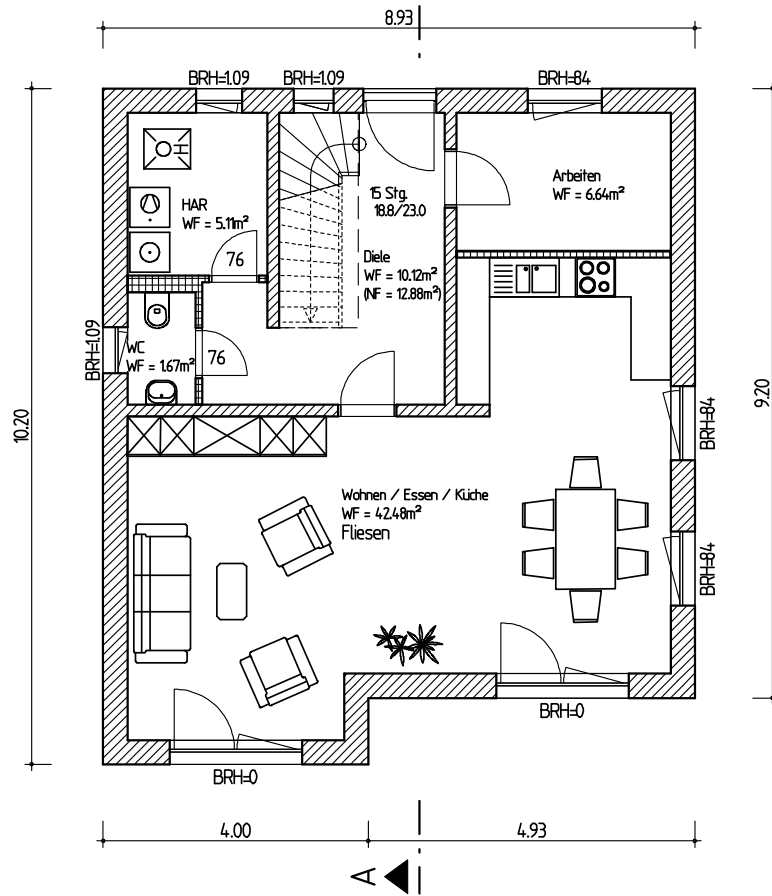 8.93
BRH=1.09
BRH=1.09
BRH=84
H
HAR
WF = 5.11m²
15 Stg.
18.8/23.0
Arbeiten
WF = 6.64m²
76
Diele
WF = 10.12m²
(NF = 12.88m²)
BRH=1.09
WC
WF = 1.67m²
76
10.20
9.20
BRH=84
Wohnen / Essen / Küche
WF = 42.48m²
Fliesen
BRH=84
BRH=0
BRH=0
4.00
4.93
A